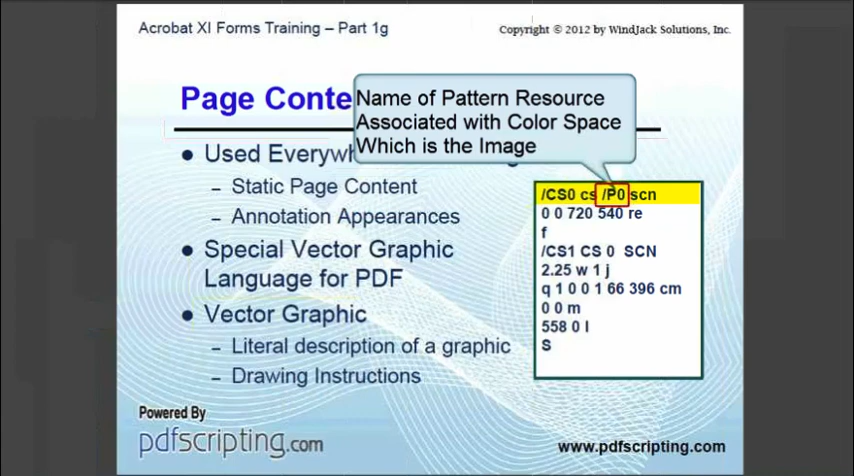 Acrobat XI Forms Training – Part 1g
Copyright © 2012 by WindJack Solutions, Inc.
Page Conte
Name of Pattern Resource
Associated with Color Space
Which is the Image
● Used Everywh
– Static Page Content
– Annotation Appearances
● Special Vector Graphic
Language for PDF
● Vector Graphic
– Literal description of a graphic
– Drawing Instructions
/CS0 cs /P0 scn
0 0 720 540 re
f
/CS1 CS 0 SCN
2.25 w 1 j
q 1 0 0 1 66 396 cm
0 0 m
558 0 l
S
Powered By
pdfscripting.com
www.pdfscripting.com